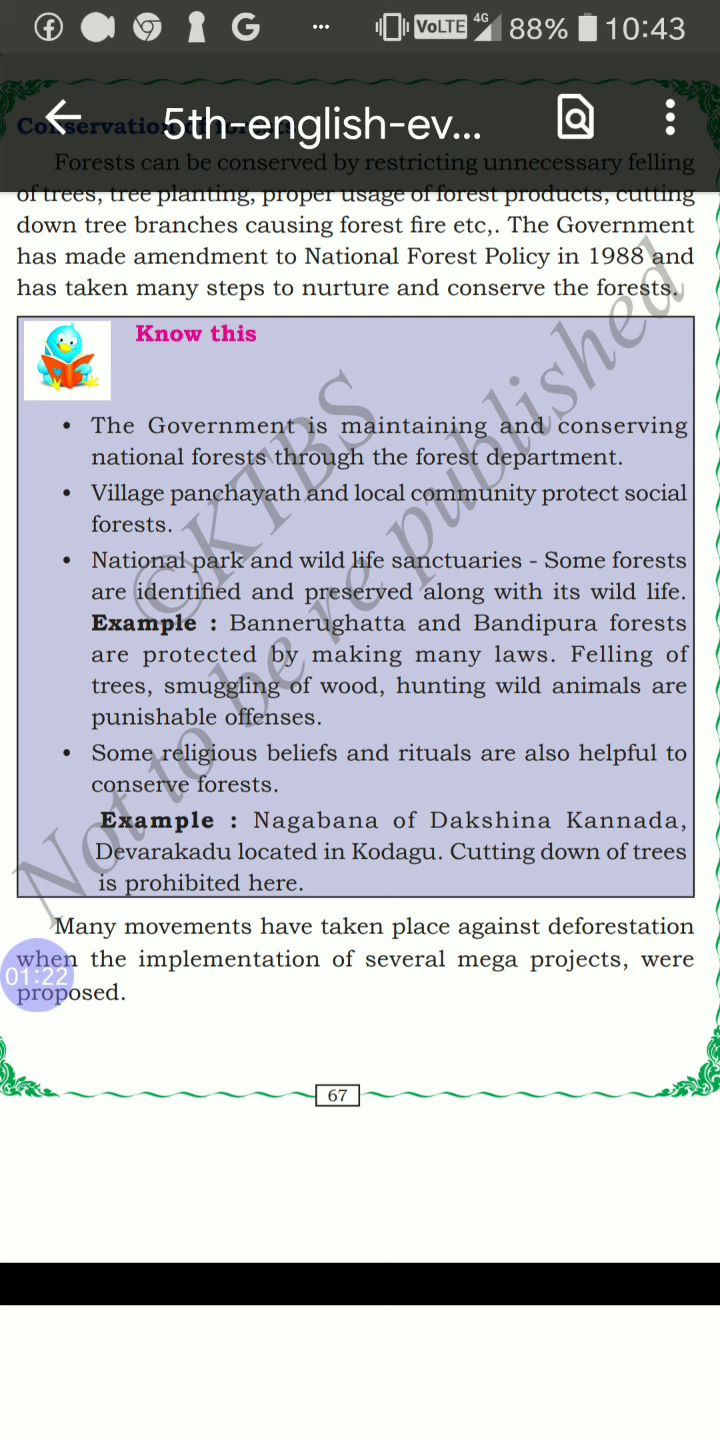 VoLTE 4G 88% 10:43
5th-english-ev...
Conservation of forests
Forests can be conserved by restricting unnecessary felling
of trees, tree planting, proper usage of forest products, cutting
down tree branches causing forest fire etc,. The Government
has made amendment to National Forest Policy in 1988 and
has taken many steps to nurture and conserve the forests.
Know this
• The Government is maintaining and conserving
national forests through the forest department.
• Village panchayath and local community protect social
forests.
• National park and wild life sanctuaries - Some forests
are identified and preserved along with its wild life.
Example : Bannerughatta and Bandipura forests
are protected by making many laws. Felling of
trees, smuggling of wood, hunting wild animals are
punishable offenses.
• Some religious beliefs and rituals are also helpful to
conserve forests.
Example : Nagabana of Dakshina Kannada,
Devarakadu located in Kodagu. Cutting down of trees
is prohibited here.
©KTBS
Not to be re published
Many movements have taken place against deforestation
when the implementation of several mega projects, were
proposed.
01:22
67